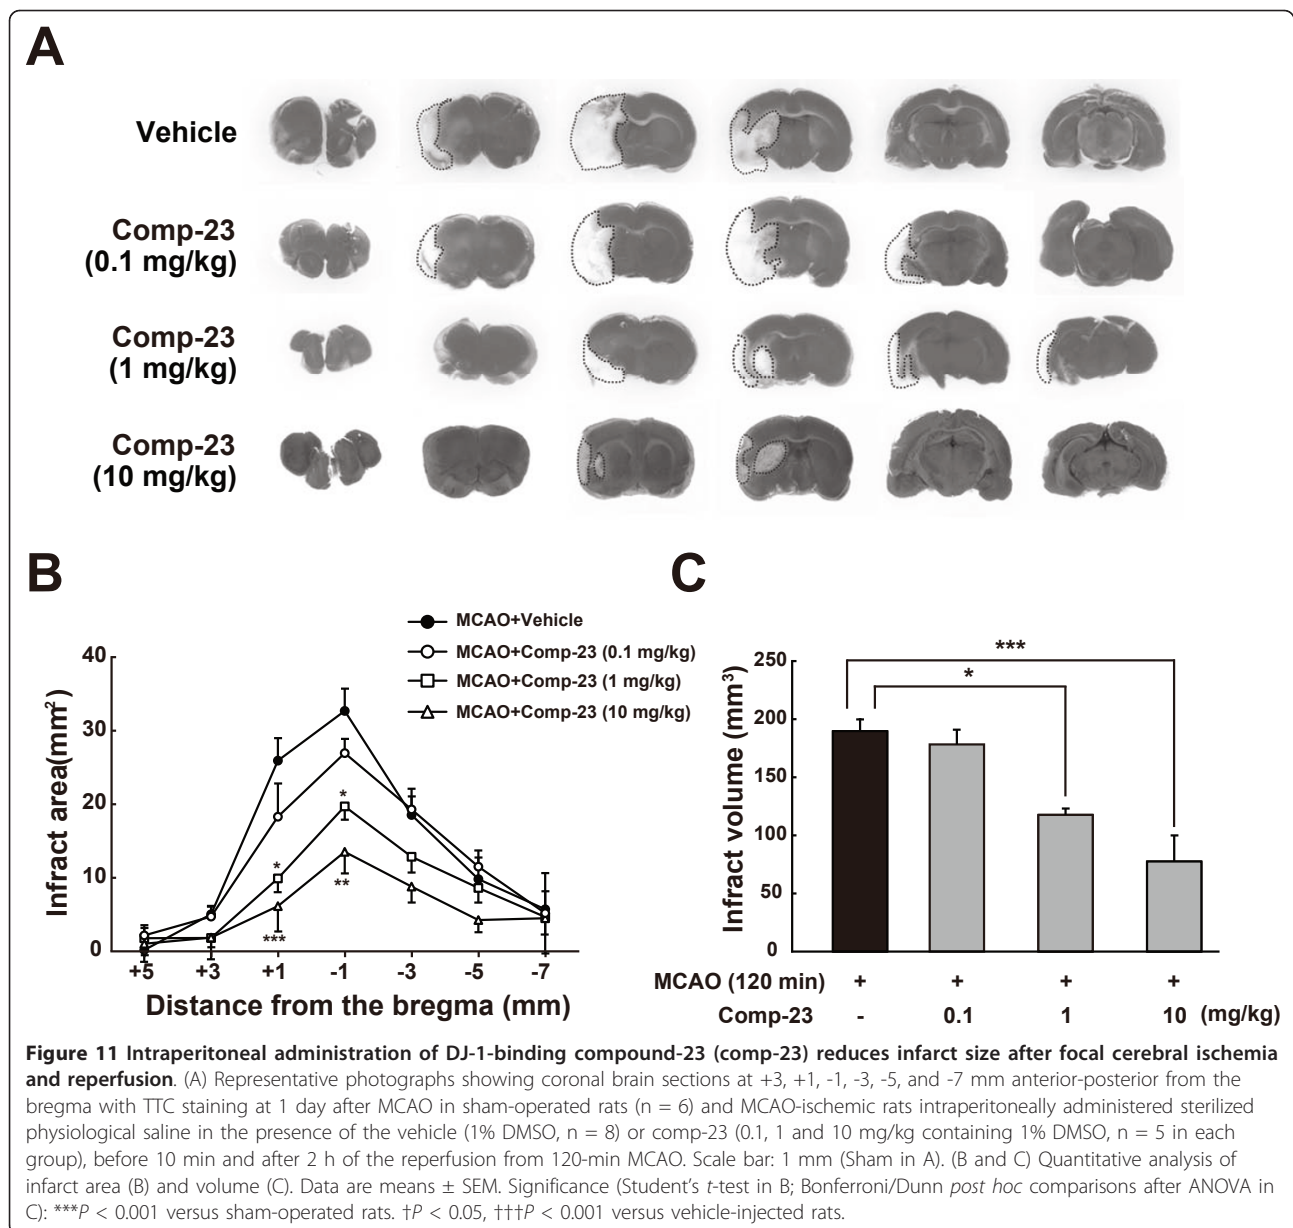 A
Vehicle
Comp-23
(0.1 mg/kg)
Comp-23
(1 mg/kg)
Comp-23
(10 mg/kg)
B
MCAO+Vehicle
MCAO+Comp-23 (0.1 mg/kg)
MCAO+Comp-23 (1 mg/kg)
MCAO+Comp-23 (10 mg/kg)
Infract area(mm²)
40
30
20
10
0
*
*
**
***
+5 +3 +1 -1 -3 -5 -7
Distance from the bregma (mm)
C
***
*
Infract volume (mm³)
250
200
150
100
50
0
MCAO (120 min) + + + +
Comp-23 - 0.1 1 10 (mg/kg)
Figure 11 Intraperitoneal administration of DJ-1-binding compound-23 (comp-23) reduces infarct size after focal cerebral ischemia
and reperfusion. (A) Representative photographs showing coronal brain sections at +3, +1, -1, -3, -5, and -7 mm anterior-posterior from the
bregma with TTC staining at 1 day after MCAO in sham-operated rats (n = 6) and MCAO-ischemic rats intraperitoneally administered sterilized
physiological saline in the presence of the vehicle (1% DMSO, n = 8) or comp-23 (0.1, 1 and 10 mg/kg containing 1% DMSO, n = 5 in each
group), before 10 min and after 2 h of the reperfusion from 120-min MCAO. Scale bar: 1 mm (Sham in A). (B and C) Quantitative analysis of
infarct area (B) and volume (C). Data are means ± SEM. Significance (Student's t-test in B; Bonferroni/Dunn post hoc comparisons after ANOVA in
C): ***P < 0.001 versus sham-operated rats. †P < 0.05, †††P < 0.001 versus vehicle-injected rats.